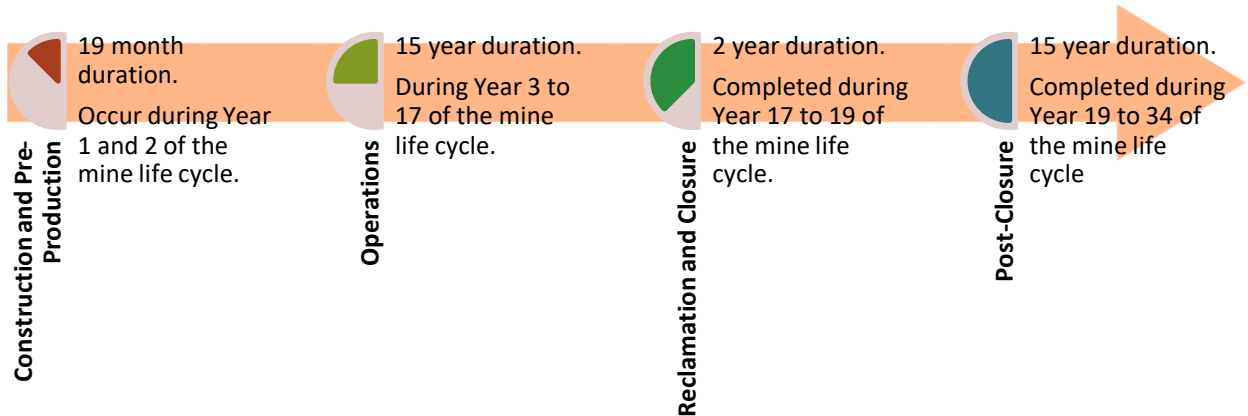 19 month
duration.
Occur during Year
1 and 2 of the
mine life cycle.
Construction and Pre-
Production
15 year duration.
During Year 3 to
17 of the mine
life cycle.
Operations
2 year duration.
Completed during
Year 17 to 19 of
the mine life
cycle.
Reclamation and Closure
15 year duration.
Completed during
Year 19 to 34 of
the mine life
cycle
Post-Closure